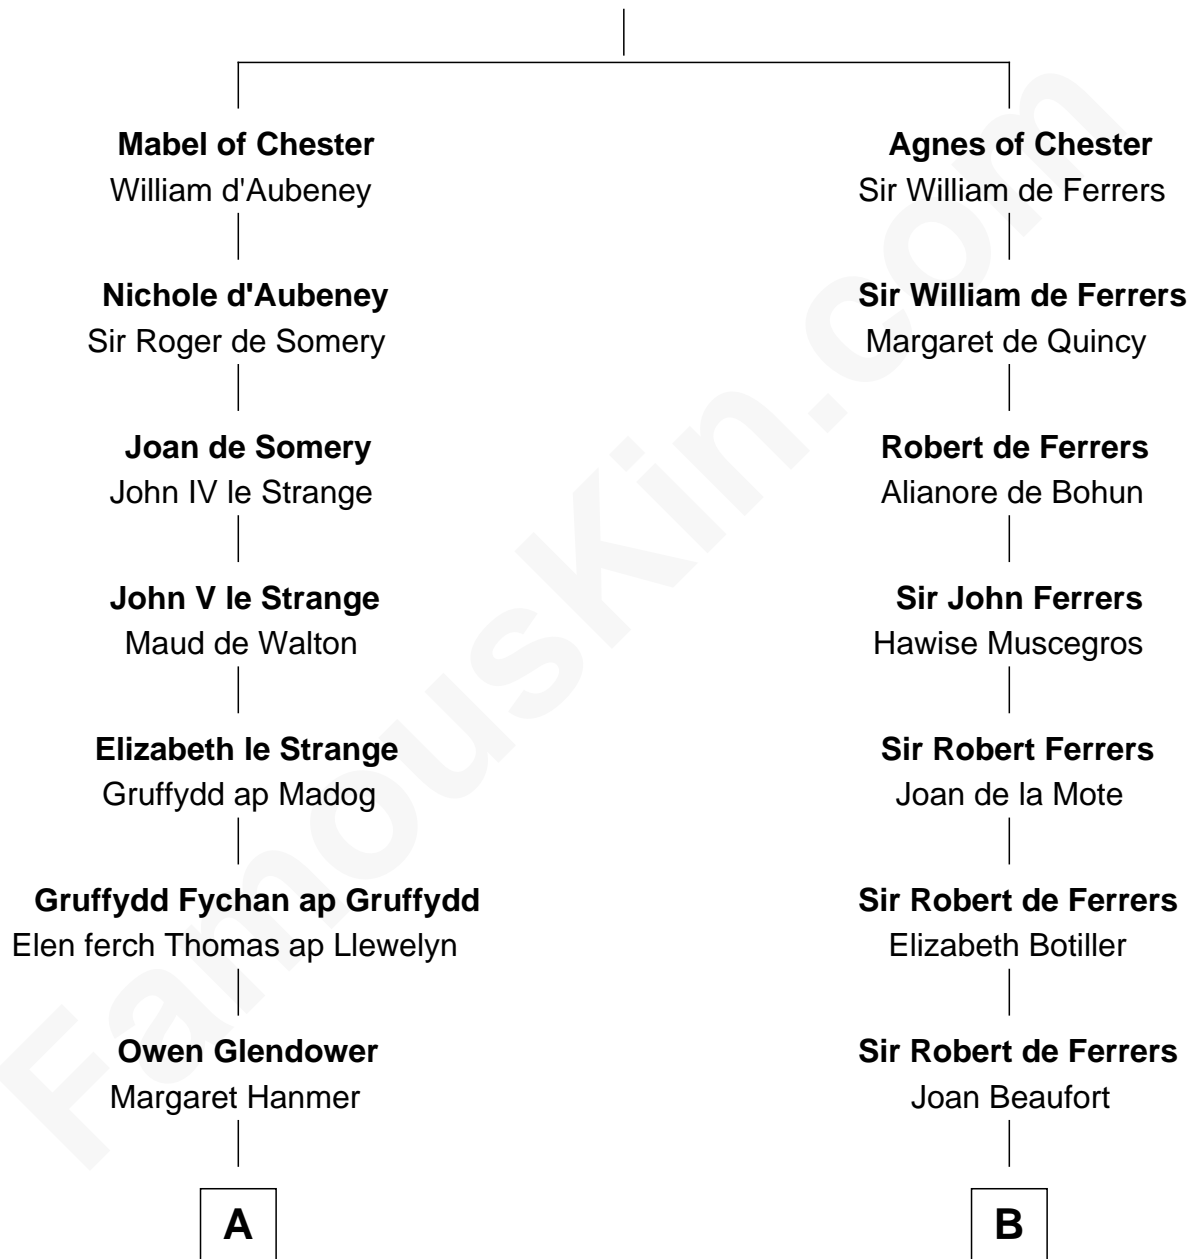 Mabel of Chester
William d'Aubeney
Nichole d'Aubeney
Sir Roger de Somery
Joan de Somery
John IV le Strange
John V le Strange
Maud de Walton
Elizabeth le Strange
Gruffydd ap Madog
Gruffydd Fychan ap Gruffydd
Elen ferch Thomas ap Llewelyn
Owen Glendower
Margaret Hanmer
A
Agnes of Chester
Sir William de Ferrers
Sir William de Ferrers
Margaret de Quincy
Robert de Ferrers
Alianore de Bohun
Sir John Ferrers
Hawise Muscegros
Sir Robert Ferrers
Joan de la Mote
Sir Robert de Ferrers
Elizabeth Botiller
Sir Robert de Ferrers
Joan Beaufort
B
FamousKin.com